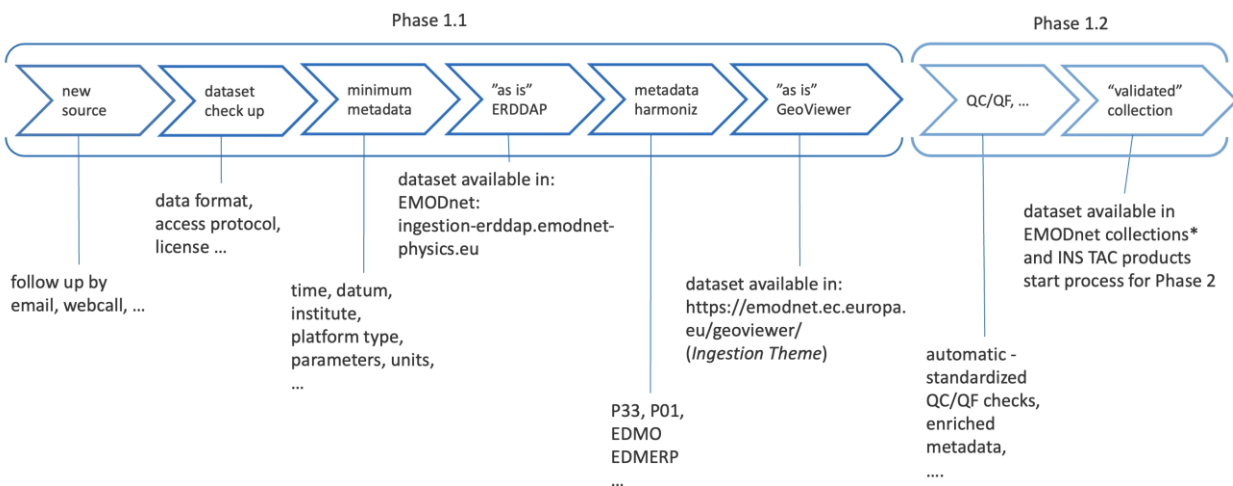 Phase 1.1
Phase 1.2
new
source
dataset
check up
minimum
metadata
"as is"
ERDDAP
metadata
harmoniz
"as is"
GeoViewer
QC/QF, ...
"validated"
collection
follow up by
email, webcall, ...
data format,
access protocol,
license ...
time, datum,
institute,
platform type,
parameters, units,
...
dataset available in:
EMODnet:
ingestion-erddap.emodnet-
physics.eu
P33, P01,
EDMO
EDMERP
...
dataset available in:
https://emodnet.ec.europa.
eu/geoviewer/
(Ingestion Theme)
automatic -
standardized
QC/QF checks,
enriched
metadata,
....
dataset available in
EMODnet collections*
and INS TAC products
start process for Phase 2